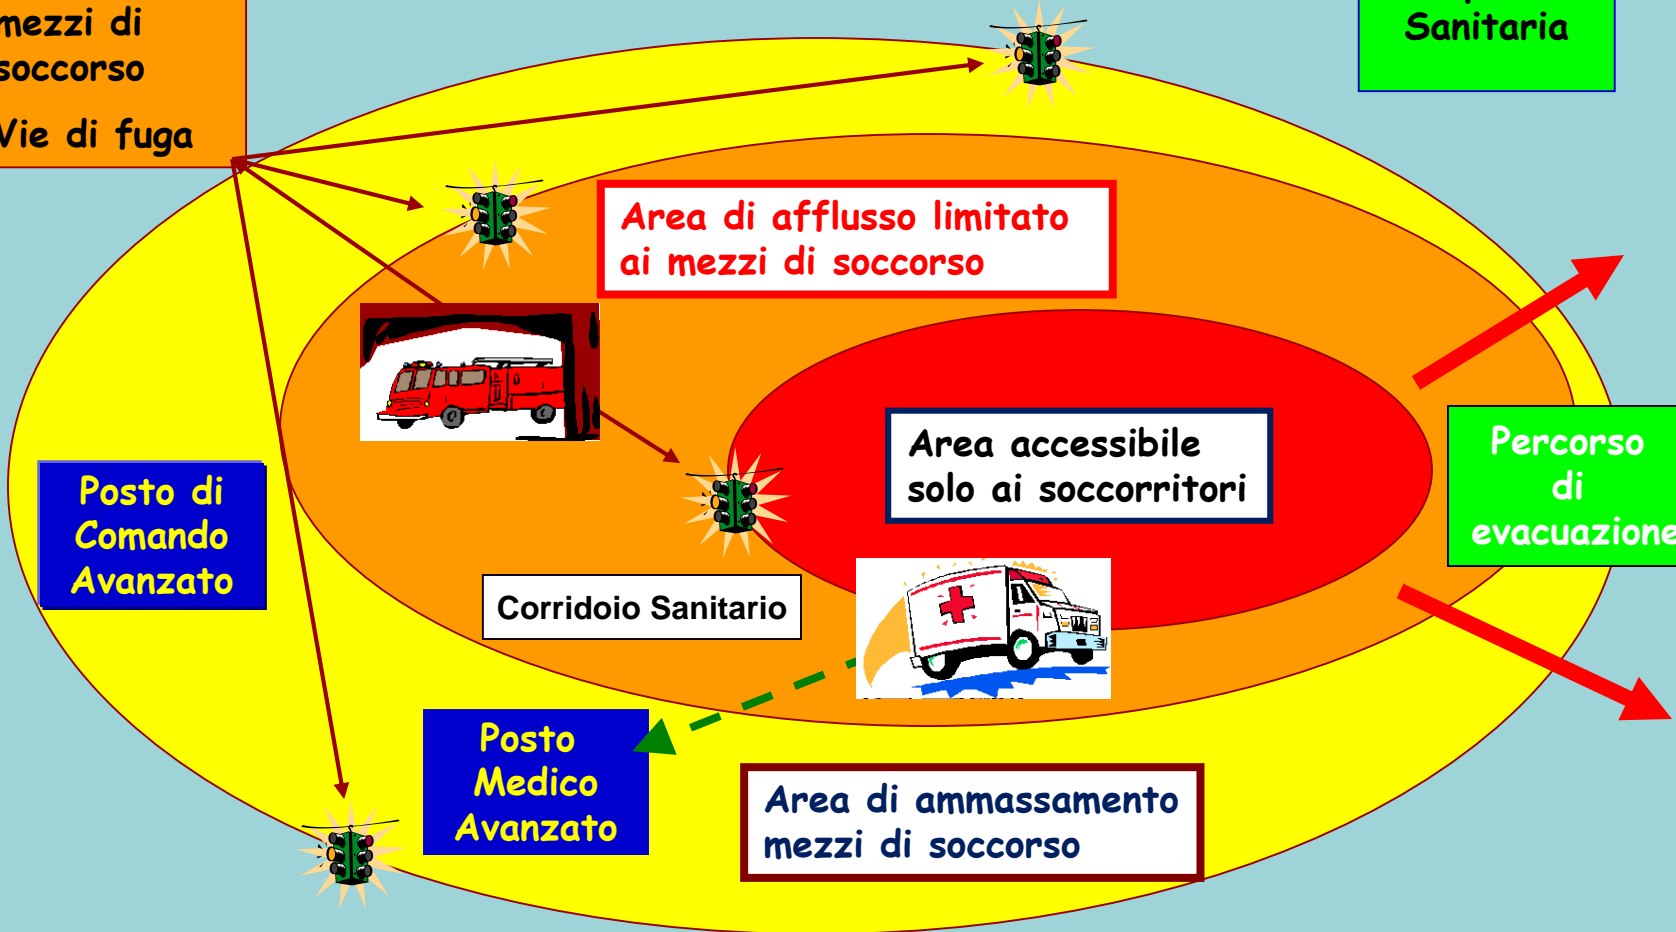 mezzi di
soccorso
Vie di fuga
Sanitaria
Area di afflusso limitato
ai mezzi di soccorso
Area accessibile
solo ai soccorritori
Percorso
di
evacuazione
Posto di
Comando
Avanzato
Corridoio Sanitario
Posto
Medico
Avanzato
Area di ammassamento
mezzi di soccorso